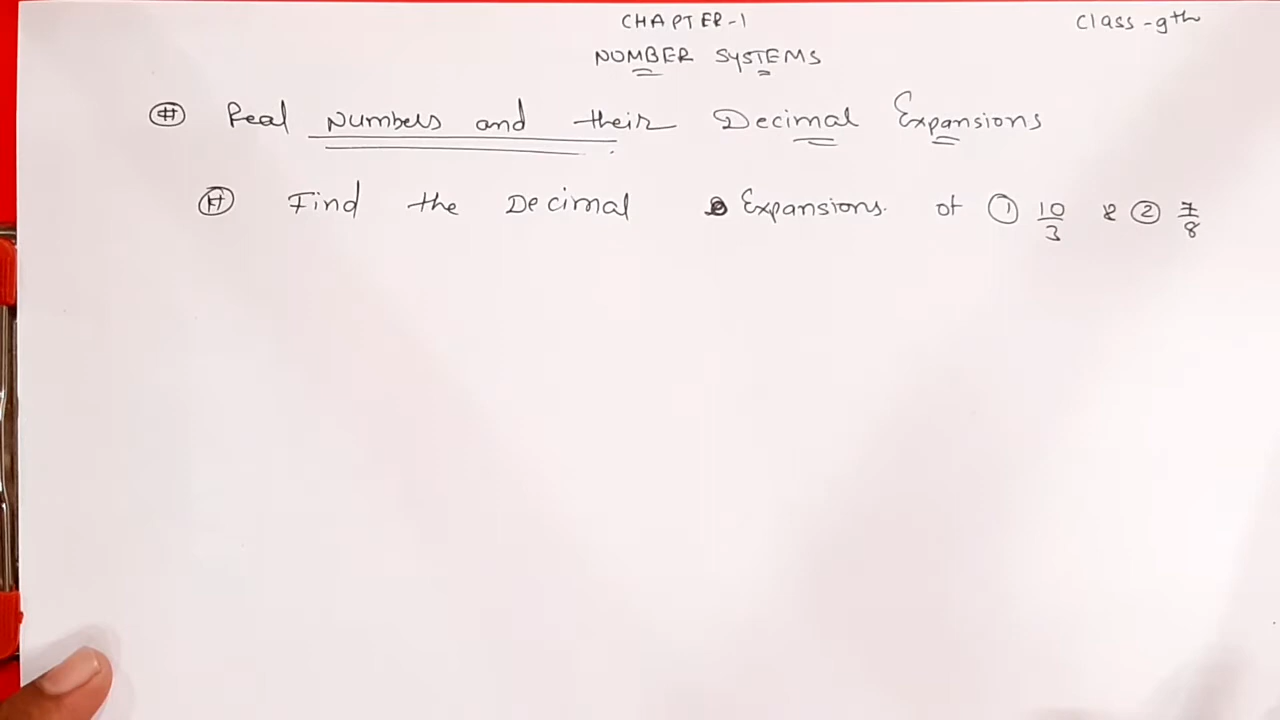 CHAPTER-1
Class-9th
NUMBER SYSTEMS
# Real Numbers and their Decimal Expansions
# Find the Decimal Expansions. of ① 10/3 & ② 7/8